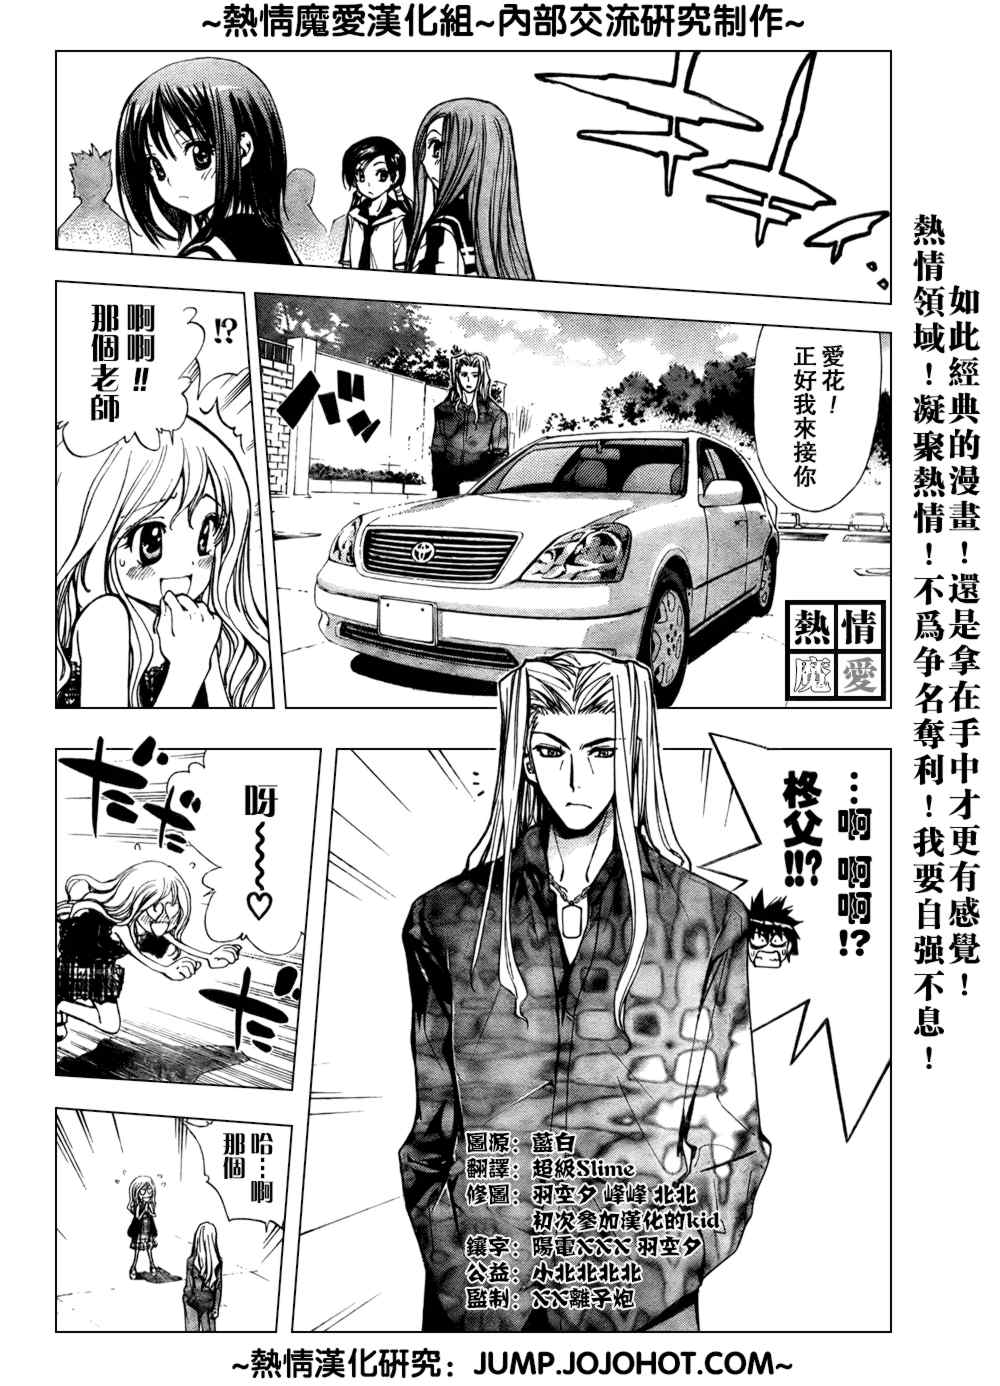 ~熱情魔愛漢化組~內部交流研究制作~
如此經典的漫畫！還是拿在手中才更有感覺！
熱情領域！凝聚熱情！不爲争名奪利！我要自强不息！
愛花！
正好我來接你
!?
啊啊!!
那個老師
熱情
魔愛
…啊 啊啊!?
柊父!!?
呀~~~♡
哈…啊
那個
圖源：藍白
翻譯：超級Slime
修圖：羽空夕 峰峰 北北
初次參加漢化的kid
鑲字：陽電XXX 羽空夕
公益：小北北北北
監制：XX離子炮
~熱情漢化研究：JUMP.JOJOHOT.COM~